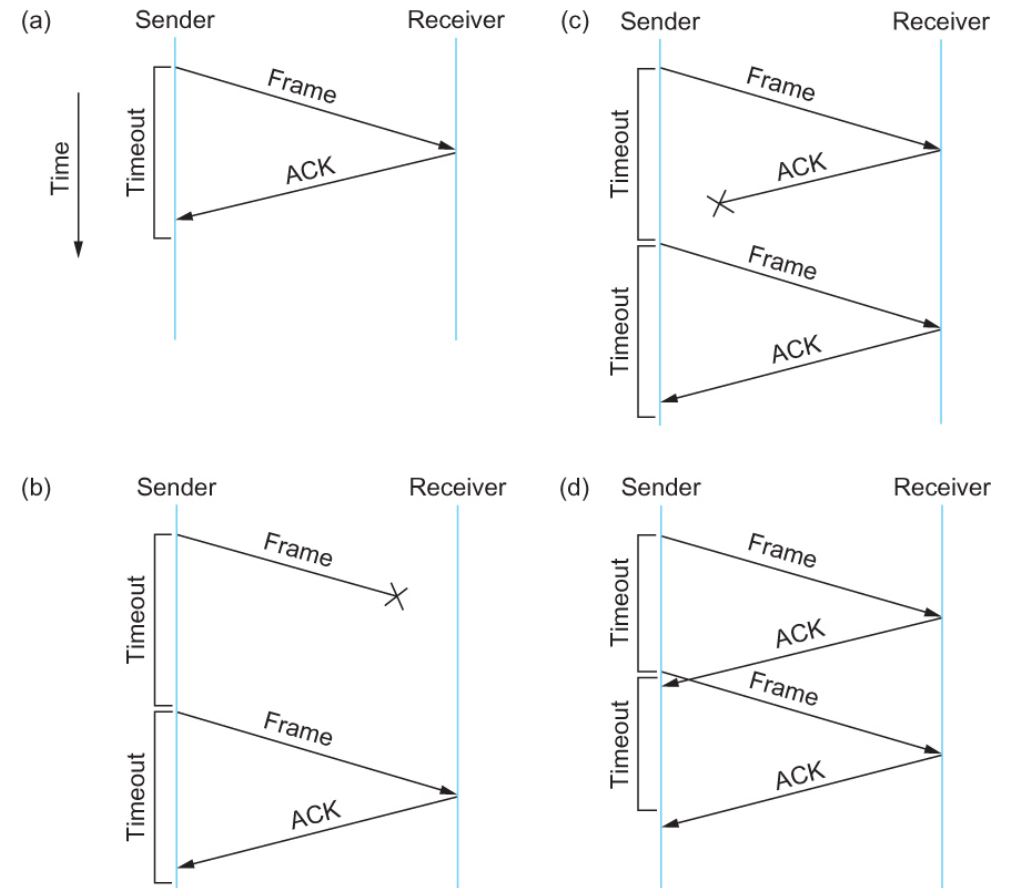 (a)
Sender
Receiver
Time
Timeout
Frame
ACK
(c)
Sender
Receiver
Timeout
Frame
ACK
Timeout
Frame
ACK
(b)
Sender
Receiver
Timeout
Frame
Timeout
Frame
ACK
(d)
Sender
Receiver
Timeout
Frame
ACK
Timeout
Frame
ACK